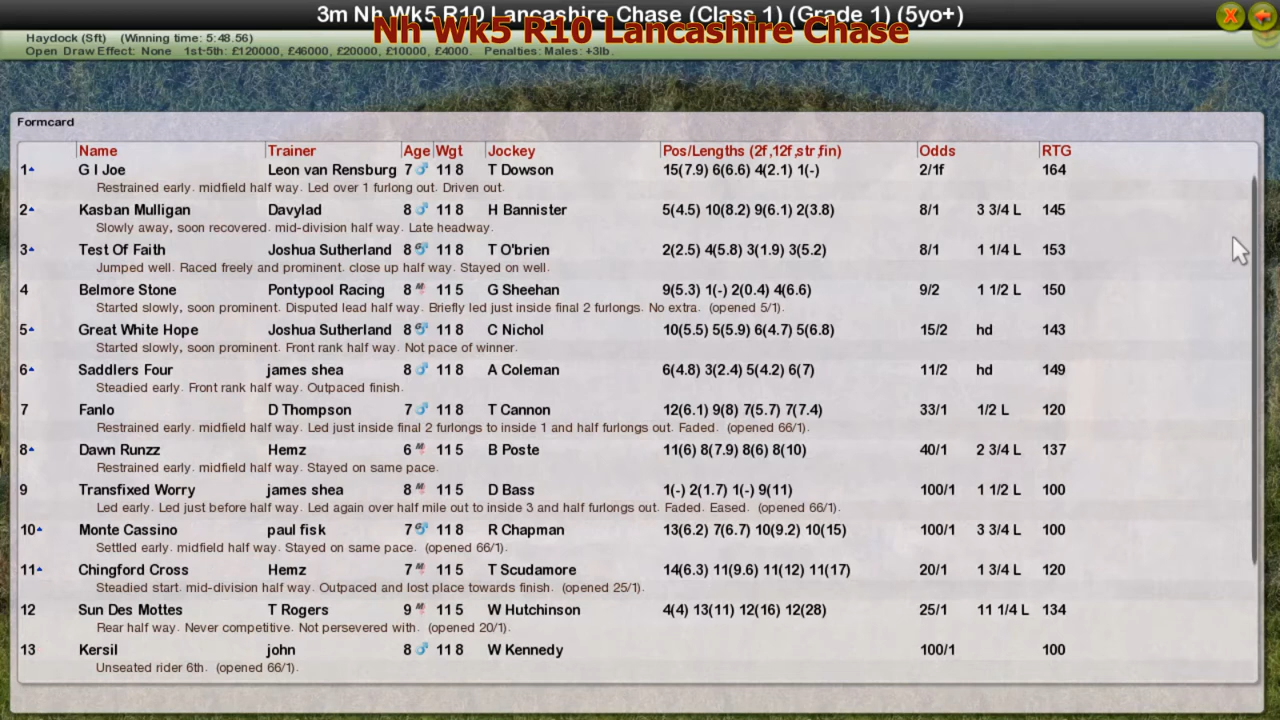 3m Nh Wk5 R10 Lancashire Chase (Class 1) (Grade 1) (5yo+)
Nh Wk5 R10 Lancashire Chase
Haydock (Sft) (Winning time: 5:48.56)
Open Draw Effect: None 1st-5th: £120000, £46000, £20000, £10000, £4000. Penalties: Males: +3lb.
Formcard
Name Trainer Age Wgt Jockey Pos/Lengths (2f,12f,str,fin) Odds RTG
1 G I Joe Leon van Rensburg 7 11 8 T Dowson 15(7.9) 6(6.6) 4(2.1) 1(-) 2/1f 164
Restrained early. midfield half way. Led over 1 furlong out. Driven out.
2 Kasban Mulligan Davylad 8 11 8 H Bannister 5(4.5) 10(8.2) 9(6.1) 2(3.8) 8/1 3 3/4 L 145
Slowly away, soon recovered. mid-division half way. Late headway.
3 Test Of Faith Joshua Sutherland 8 11 8 T O'brien 2(2.5) 4(5.8) 3(1.9) 3(5.2) 8/1 1 1/4 L 153
Jumped well. Raced freely and prominent. close up half way. Stayed on well.
4 Belmore Stone Pontypool Racing 8 11 5 G Sheehan 9(5.3) 1(-) 2(0.4) 4(6.6) 9/2 1 1/2 L 150
Started slowly, soon prominent. Disputed lead half way. Briefly led just inside final 2 furlongs. No extra. (opened 5/1).
5 Great White Hope Joshua Sutherland 8 11 8 C Nichol 10(5.5) 5(5.9) 6(4.7) 5(6.8) 15/2 hd 143
Started slowly, soon prominent. Front rank half way. Not pace of winner.
6 Saddlers Four james shea 8 11 8 A Coleman 6(4.8) 3(2.4) 5(4.2) 6(7) 11/2 hd 149
Steadied early. Front rank half way. Outpaced finish.
7 Fanlo D Thompson 7 11 8 T Cannon 12(6.1) 9(8) 7(5.7) 7(7.4) 33/1 1/2 L 120
Restrained early. midfield half way. Led just inside final 2 furlongs to inside 1 and half furlongs out. Faded. (opened 66/1).
8 Dawn Runzz Hemz 6 11 5 B Poste 11(6) 8(7.9) 8(6) 8(10) 40/1 2 3/4 L 137
Restrained early. midfield half way. Stayed on same pace.
9 Transfixed Worry james shea 8 11 5 D Bass 1(-) 2(1.7) 1(-) 9(11) 100/1 1 1/2 L 100
Led early. Led just before half way. Led again over half mile out to inside 3 and half furlongs out. Faded. Eased. (opened 66/1).
10 Monte Cassino paul fisk 7 11 8 R Chapman 13(6.2) 7(6.7) 10(9.2) 10(15) 100/1 3 3/4 L 100
Settled early. midfield half way. Stayed on same pace. (opened 66/1).
11 Chingford Cross Hemz 7 11 5 T Scudamore 14(6.3) 11(9.6) 11(12) 11(17) 20/1 1 3/4 L 120
Steadied start. mid-division half way. Outpaced and lost place towards finish. (opened 25/1).
12 Sun Des Mottes T Rogers 9 11 5 W Hutchinson 4(4) 13(11) 12(16) 12(28) 25/1 11 1/4 L 134
Rear half way. Never competitive. Not persevered with. (opened 20/1).
13 Kersil john 8 11 8 W Kennedy 100/1 100
Unseated rider 6th. (opened 66/1).